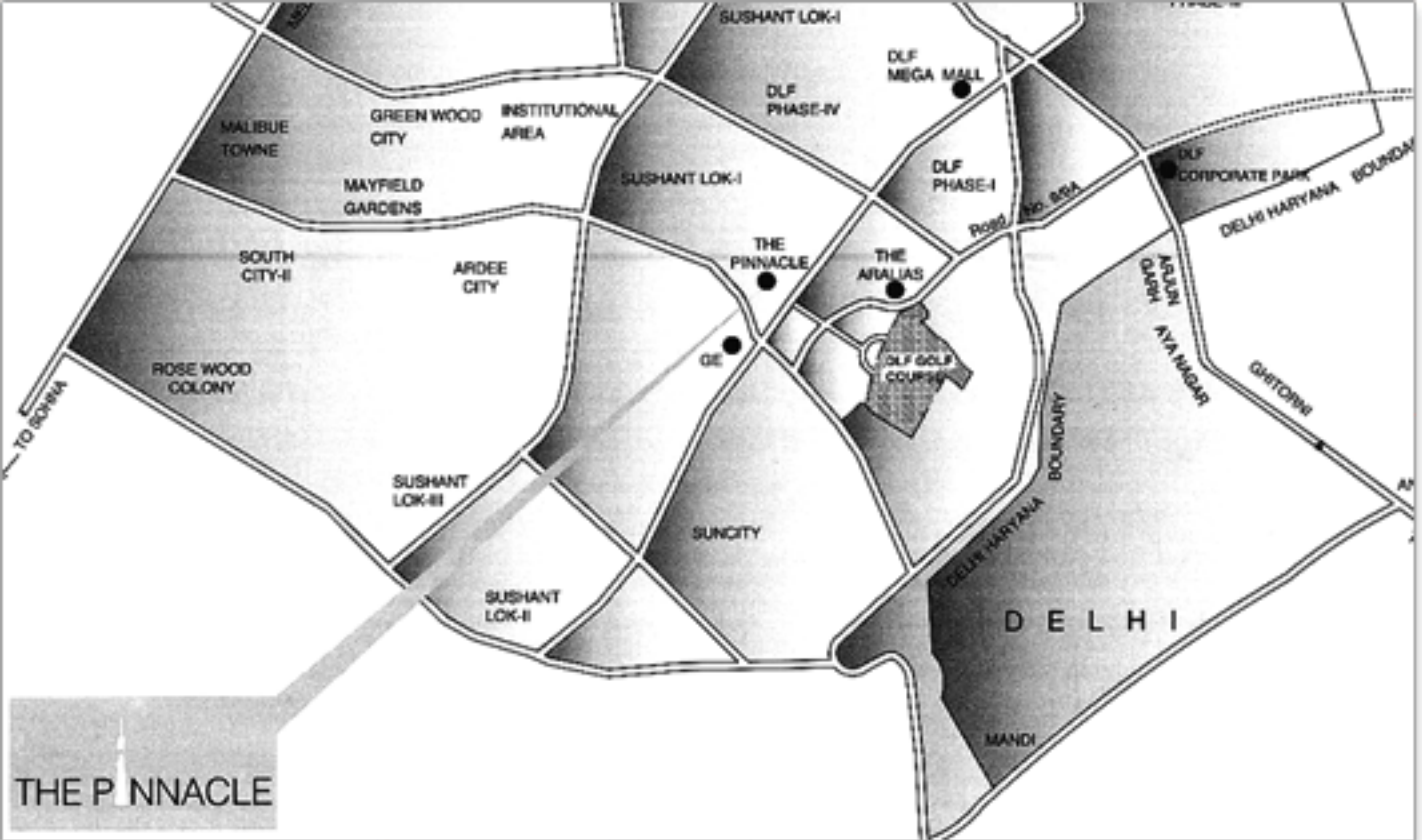 SUSHANT LOK-I
DLF
MEGA MALL
DLF
PHASE-IV
GREEN WOOD
CITY
INSTITUTIONAL
AREA
MALIBUE
TOWNE
MAYFIELD
GARDENS
SUSHANT LOK-I
DLF
PHASE-I
DLF
CORPORATE PARK
DELHI HARYANA
Road No. 9/9A
THE
PINNACLE
THE
ARALIAS
SOUTH
CITY-II
ARDEE
CITY
ARJUN
GARH
AYA NAGAR
GHITORNI
GE
DLF GOLF
COURSE
ROSE WOOD
COLONY
TO SOHNA
BOUNDARY
DELHI HARYANA
SUSHANT
LOK-III
SUNCITY
SUSHANT
LOK-II
DELHI
MANDI
THE PINNACLE